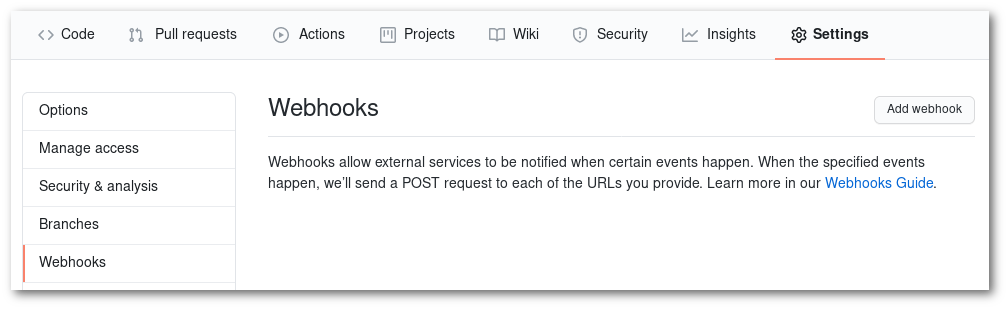 Code Pull requests Actions Projects Wiki Security Insights Settings
Options
Manage access
Security & analysis
Branches
Webhooks
Webhooks
Add webhook
Webhooks allow external services to be notified when certain events happen. When the specified events
happen, we’ll send a POST request to each of the URLs you provide. Learn more in our Webhooks Guide.